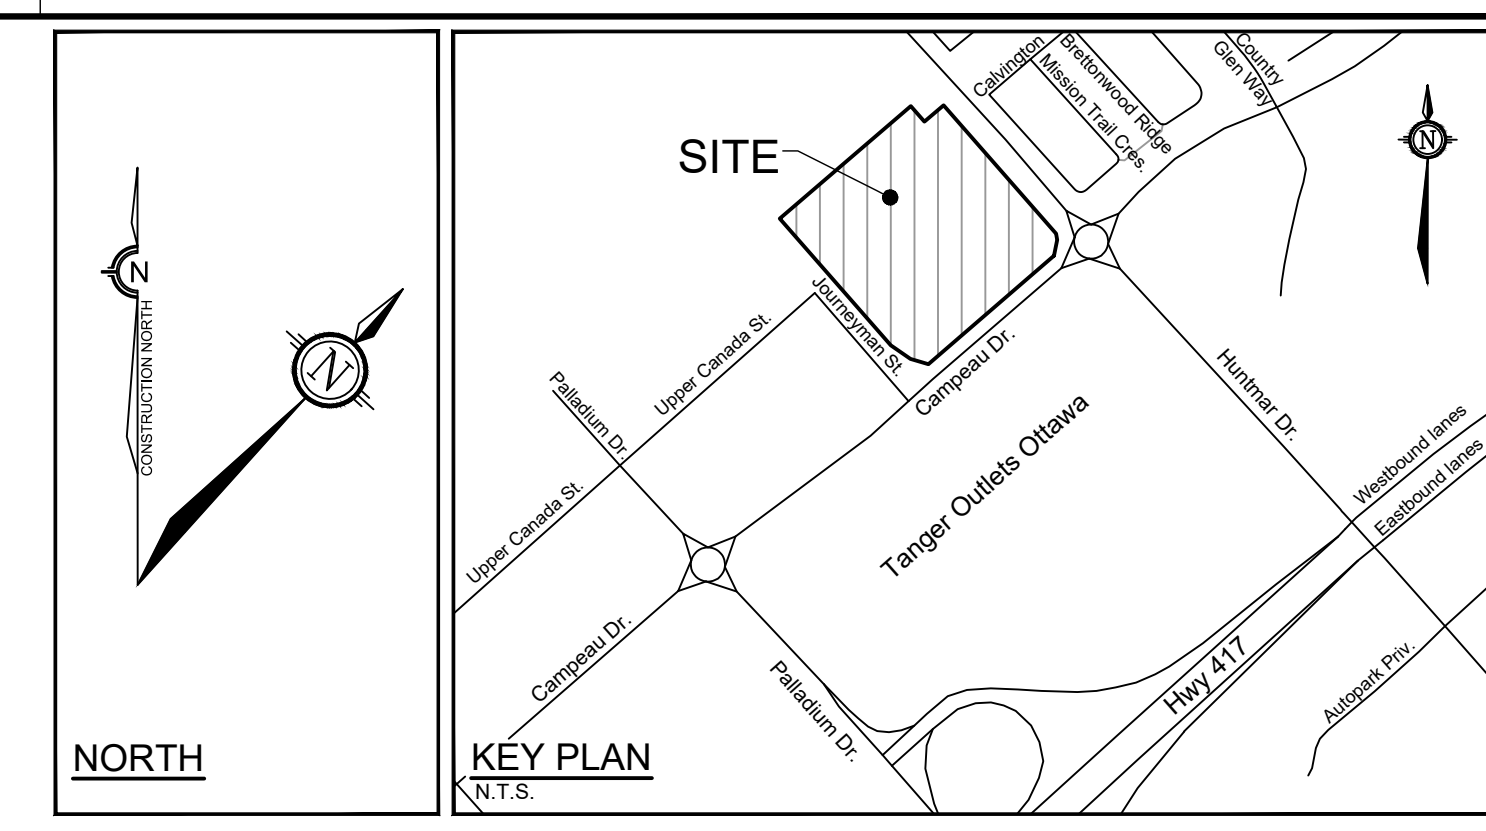 N
CONSTRUCTION NORTH
N
NORTH
SITE
Calvington
Brettonwood Ridge
Mission Trail Cres.
Country
Glen Way
N
Journeyman St.
Upper Canada St.
Campeau Dr.
Palladium Dr.
Huntmar Dr.
Tanger Outlets Ottawa
Westbound lanes
Eastbound lanes
Upper Canada St.
Campeau Dr.
Palladium Dr.
Hwy 417
Autopark Priv.
KEY PLAN
N.T.S.